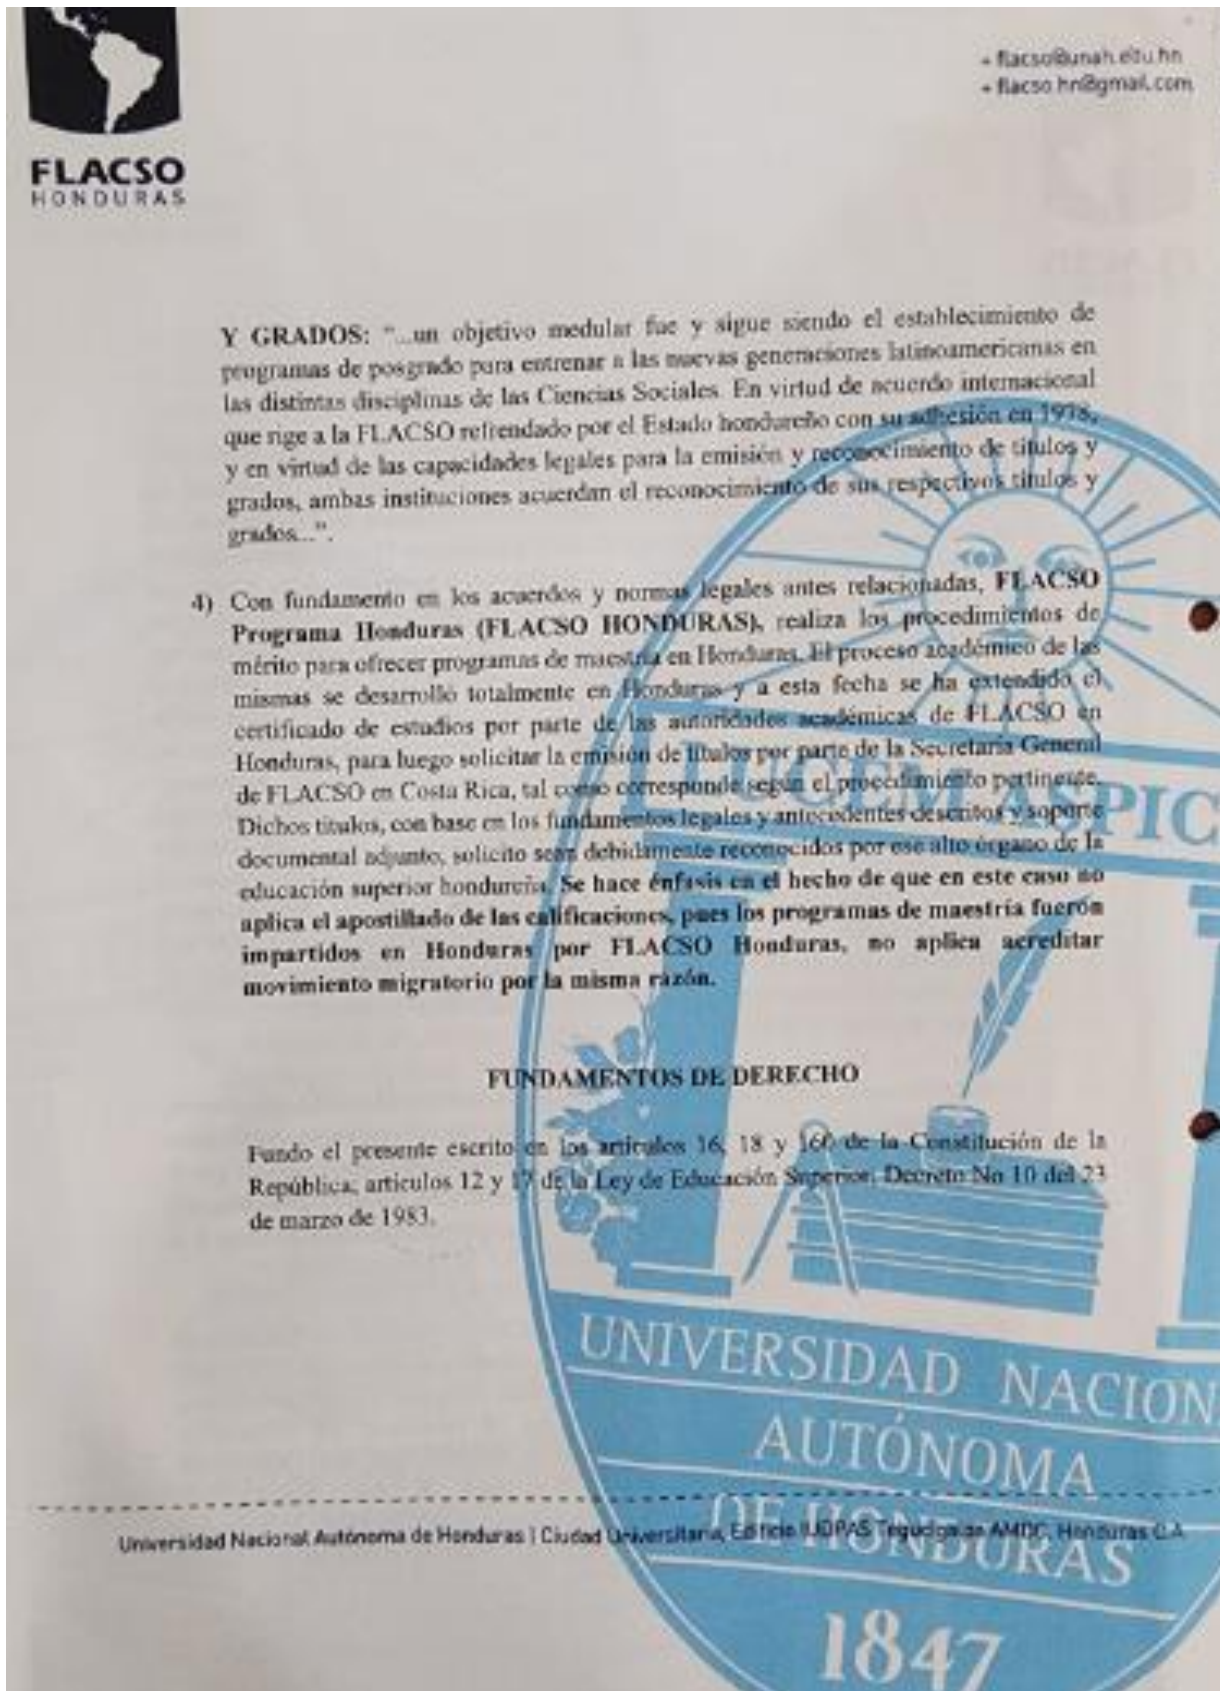 FLACSO
HONDURAS
+ flacso@unah.edu.hn
+ flacso.hn@gmail.com
Y GRADOS: "...un objetivo medular fue y sigue siendo el establecimiento de
programas de posgrado para entrenar a las nuevas generaciones latinoamericanas en
las distintas disciplinas de las Ciencias Sociales. En virtud de acuerdo internacional
que rige a la FLACSO refrendado por el Estado hondureño con su adhesión en 1978,
y en virtud de las capacidades legales para la emisión y reconocimiento de títulos y
grados, ambas instituciones acuerdan el reconocimiento de sus respectivos títulos y
grados...".
4) Con fundamento en los acuerdos y normas legales antes relacionadas, FLACSO
Programa Honduras (FLACSO HONDURAS), realiza los procedimientos de
mérito para ofrecer programas de maestría en Honduras. El proceso académico de las
mismas se desarrolló totalmente en Honduras y a esta fecha se ha extendido el
certificado de estudios por parte de las autoridades académicas de FLACSO en
Honduras, para luego solicitar la emisión de títulos por parte de la Secretaría General
de FLACSO en Costa Rica, tal como corresponde según el procedimiento pertinente.
Dichos títulos, con base en los fundamentos legales y antecedentes descritos y soporte
documental adjunto, solicito sean debidamente reconocidos por ese alto órgano de la
educación superior hondureña. Se hace énfasis en el hecho de que en este caso no
aplica el apostillado de las calificaciones, pues los programas de maestría fueron
impartidos en Honduras por FLACSO Honduras, no aplica acreditar
movimiento migratorio por la misma razón.
FUNDAMENTOS DE DERECHO
Fundo el presente escrito en los artículos 16, 18 y 160 de la Constitución de la
República, artículos 12 y 17 de la Ley de Educación Superior, Decreto No 10 del 23
de marzo de 1983.
LUCEM ASPIC
UNIVERSIDAD NACION
AUTÓNOMA
DE HONDURAS
1847
Universidad Nacional Autónoma de Honduras | Ciudad Universitaria, Edificio IUDPAS Tegucigalpa AMDC, Honduras C.A